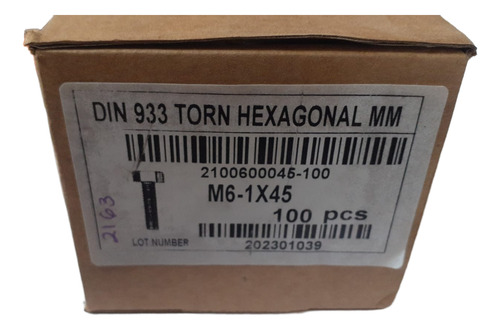 DIN 933 TORN HEXAGONAL MM
2100600045-100
M6-1X45
100 pcs
2163
LOT NUMBER
202301039